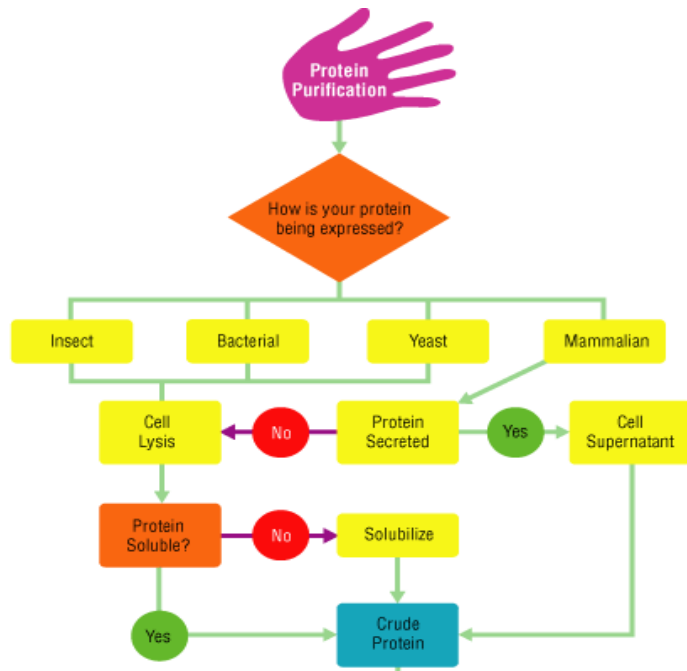 Protein
Purification
How is your protein
being expressed?
Insect
Bacterial
Yeast
Mammalian
Cell
Lysis
No
Protein
Secreted
Yes
Cell
Supernatant
Protein
Soluble?
No
Solubilize
Yes
Crude
Protein